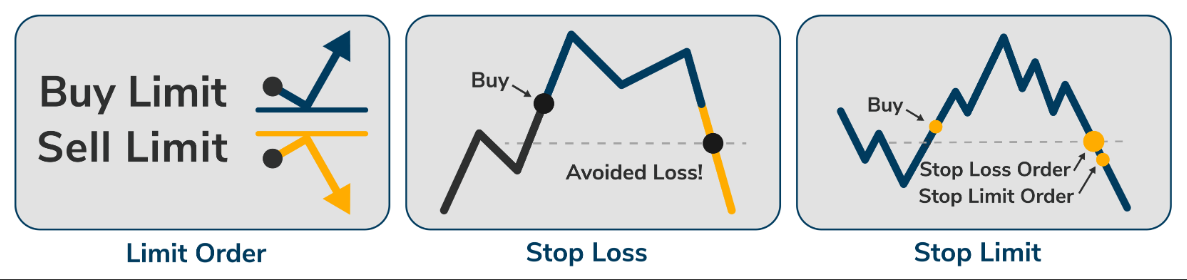 Buy Limit
Sell Limit
Limit Order
Buy
Avoided Loss!
Stop Loss
Buy
Stop Loss Order
Stop Limit Order
Stop Limit